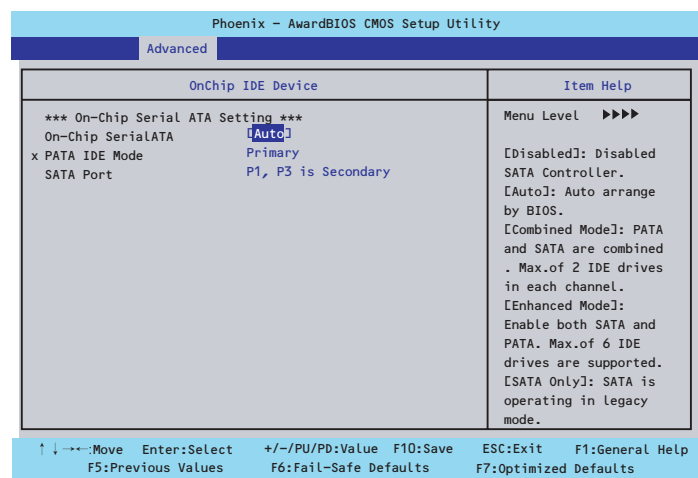 Phoenix - AwardBIOS CMOS Setup Utility
Advanced
OnChip IDE Device
Item Help
*** On-Chip Serial ATA Setting ***
On-Chip SerialATA [Auto]
x PATA IDE Mode Primary
SATA Port P1, P3 is Secondary
Menu Level ▶▶▶▶
[Disabled]: Disabled
SATA Controller.
[Auto]: Auto arrange
by BIOS.
[Combined Mode]: PATA
and SATA are combined
. Max.of 2 IDE drives
in each channel.
[Enhanced Mode]:
Enable both SATA and
PATA. Max.of 6 IDE
drives are supported.
[SATA Only]: SATA is
operating in legacy
mode.
↑↓→←:Move Enter:Select +/-/PU/PD:Value F10:Save ESC:Exit F1:General Help
F5:Previous Values F6:Fail-Safe Defaults F7:Optimized Defaults